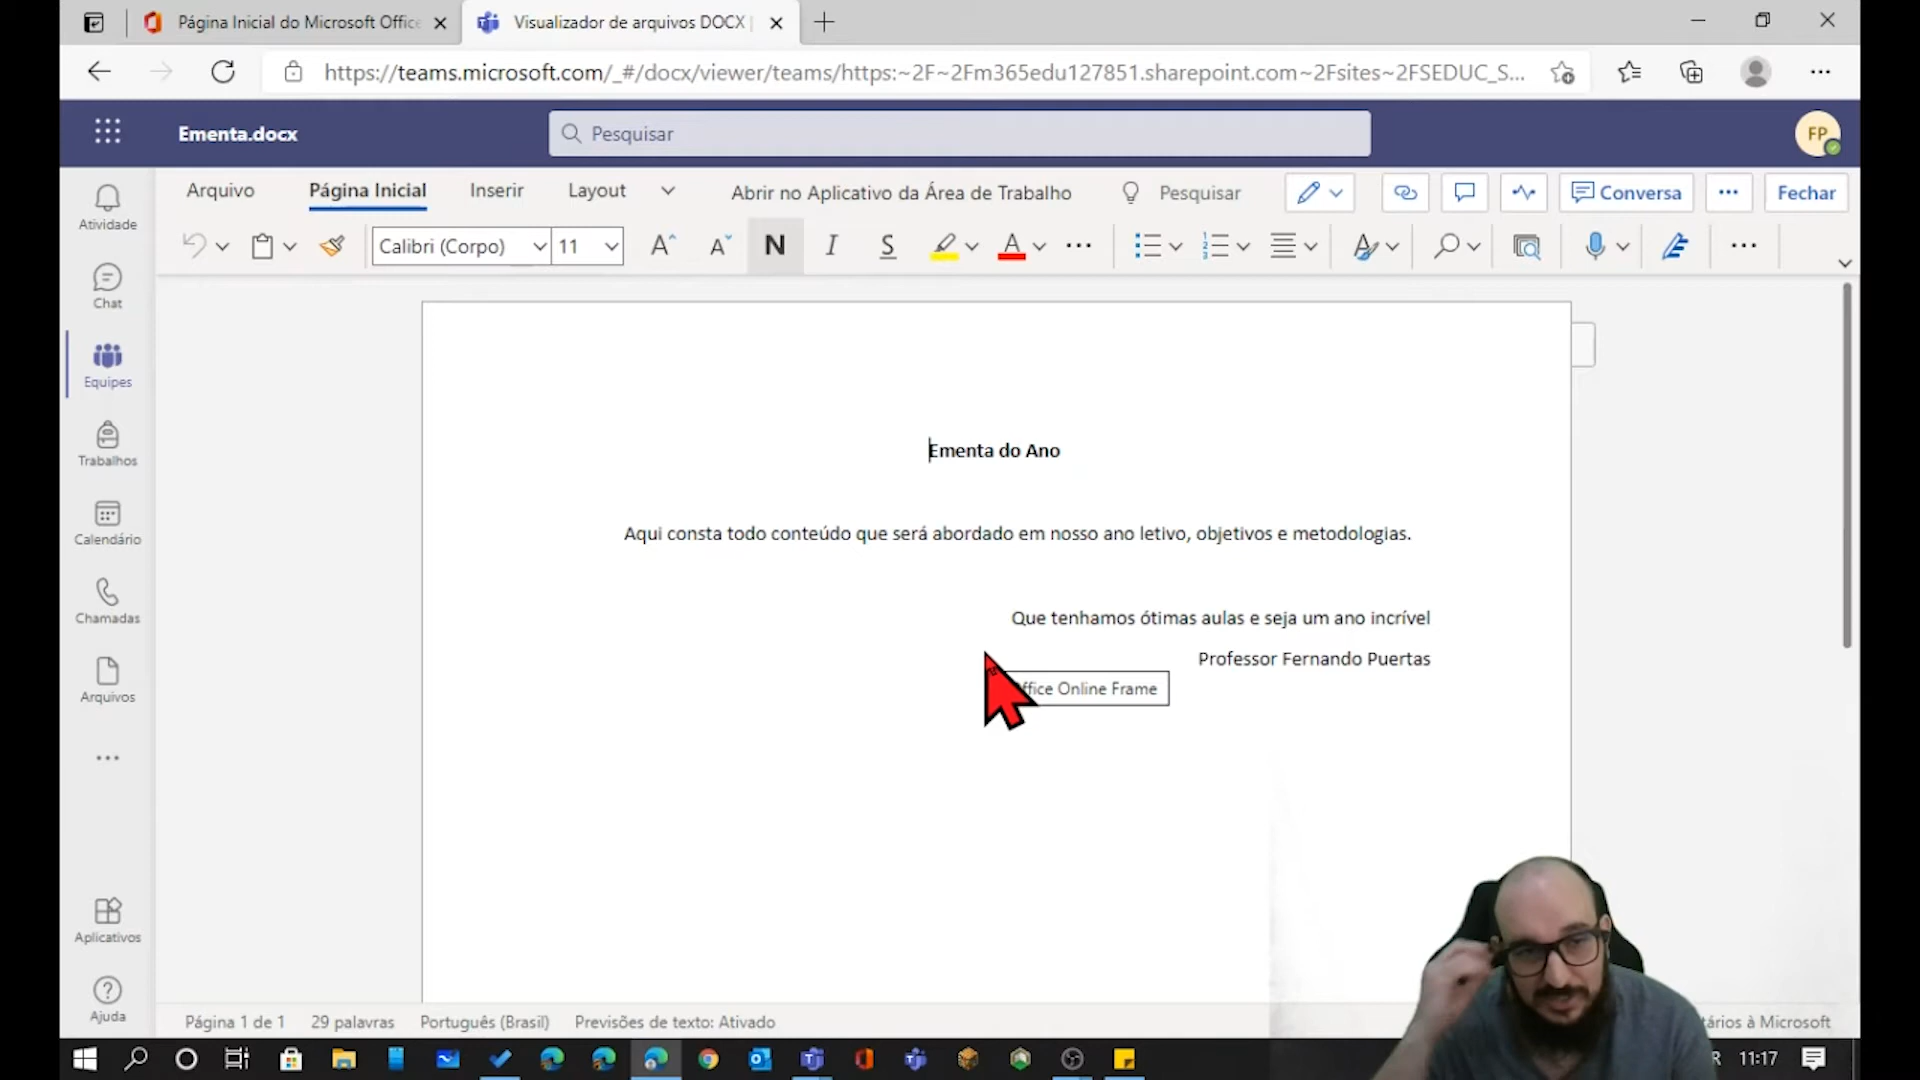 Página Inicial do Microsoft Office
Visualizador de arquivos DOCX |
https://teams.microsoft.com/_#/docx/viewer/teams/https:~2F~2Fm365edu127851.sharepoint.com~2Fsites~2FSEDUC_S...
Ementa.docx
Pesquisar
FP
Arquivo
Página Inicial
Inserir
Layout
Abrir no Aplicativo da Área de Trabalho
Pesquisar
Conversa
Fechar
Calibri (Corpo)
11
N I S
Atividade
Chat
Equipes
Trabalhos
Calendário
Chamadas
Arquivos
Aplicativos
Ajuda
Ementa do Ano
Aqui consta todo conteúdo que será abordado em nosso ano letivo, objetivos e metodologias.
Que tenhamos ótimas aulas e seja um ano incrível
Professor Fernando Puertas
Online Frame
Página 1 de 1
29 palavras
Português (Brasil)
Previsões de texto: Ativado
à Microsoft
11:17